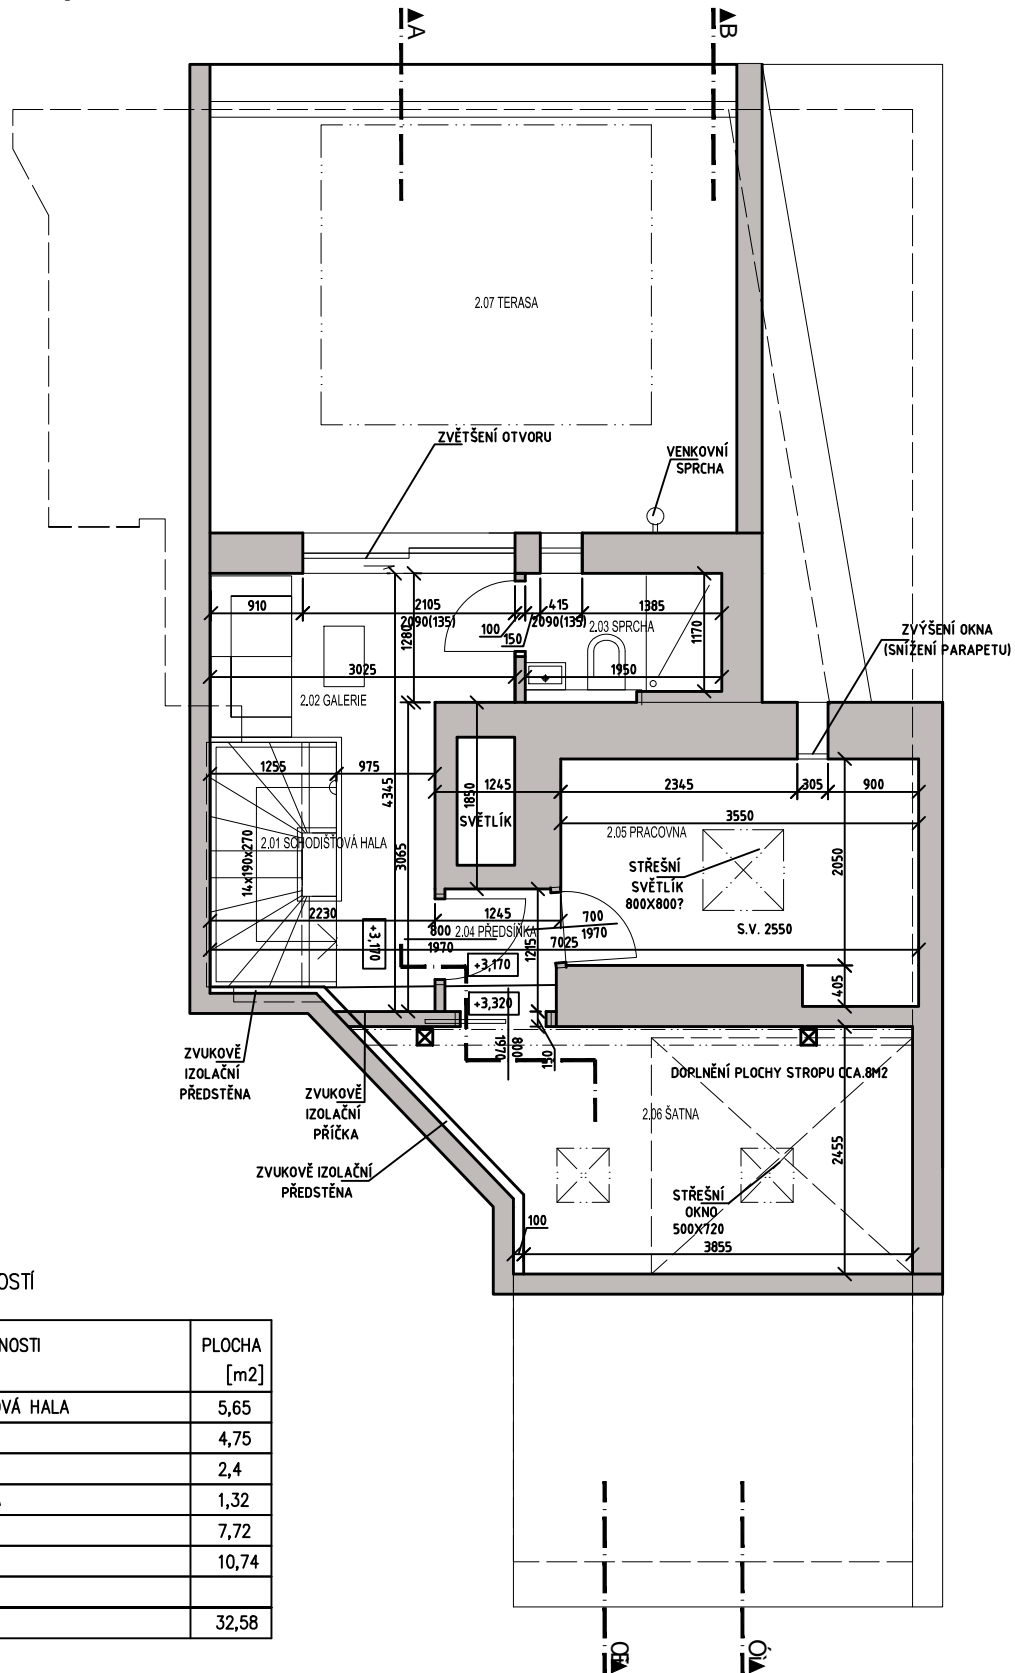 A
B
2.07 TERASA
ZVĚTŠENÍ OTVORU
VENKOVNÍ
SPRCHA
910
2105
2090(135)
415
2090(135)
1385
100
150
1280
1170
2.03 SPRCHA
ZVÝŠENÍ OKNA
(SNÍŽENÍ PARAPETU)
3025
1950
2.02 GALERIE
1255
975
4345
1850
1245
2345
305
900
SVĚTLÍK
3550
2.05 PRACOVNA
2.01 SCHODIŠŤOVÁ HALA
14x190x270
3065
2050
STŘEŠNÍ
SVĚTLÍK
800X800?
2230
1245
700
1970
+3,170
800
1970
2.04 PŘEDSÍŇKA
1215
7025
S.V. 2550
+3,170
405
+3,320
800
1970
150
ZVUKOVĚ
IZOLAČNÍ
PŘEDSTĚNA
ZVUKOVĚ
IZOLAČNÍ
PŘÍČKA
DOPLNĚNÍ PLOCHY STROPU CCA.8M2
2.06 ŠATNA
2455
ZVUKOVĚ IZOLAČNÍ
PŘEDSTĚNA
STŘEŠNÍ
OKNO
500X720
100
3855
OSTÍ
NOSTI PLOCHA
[m2]
OVÁ HALA 5,65
4,75
2,4
A 1,32
7,72
10,74
32,58